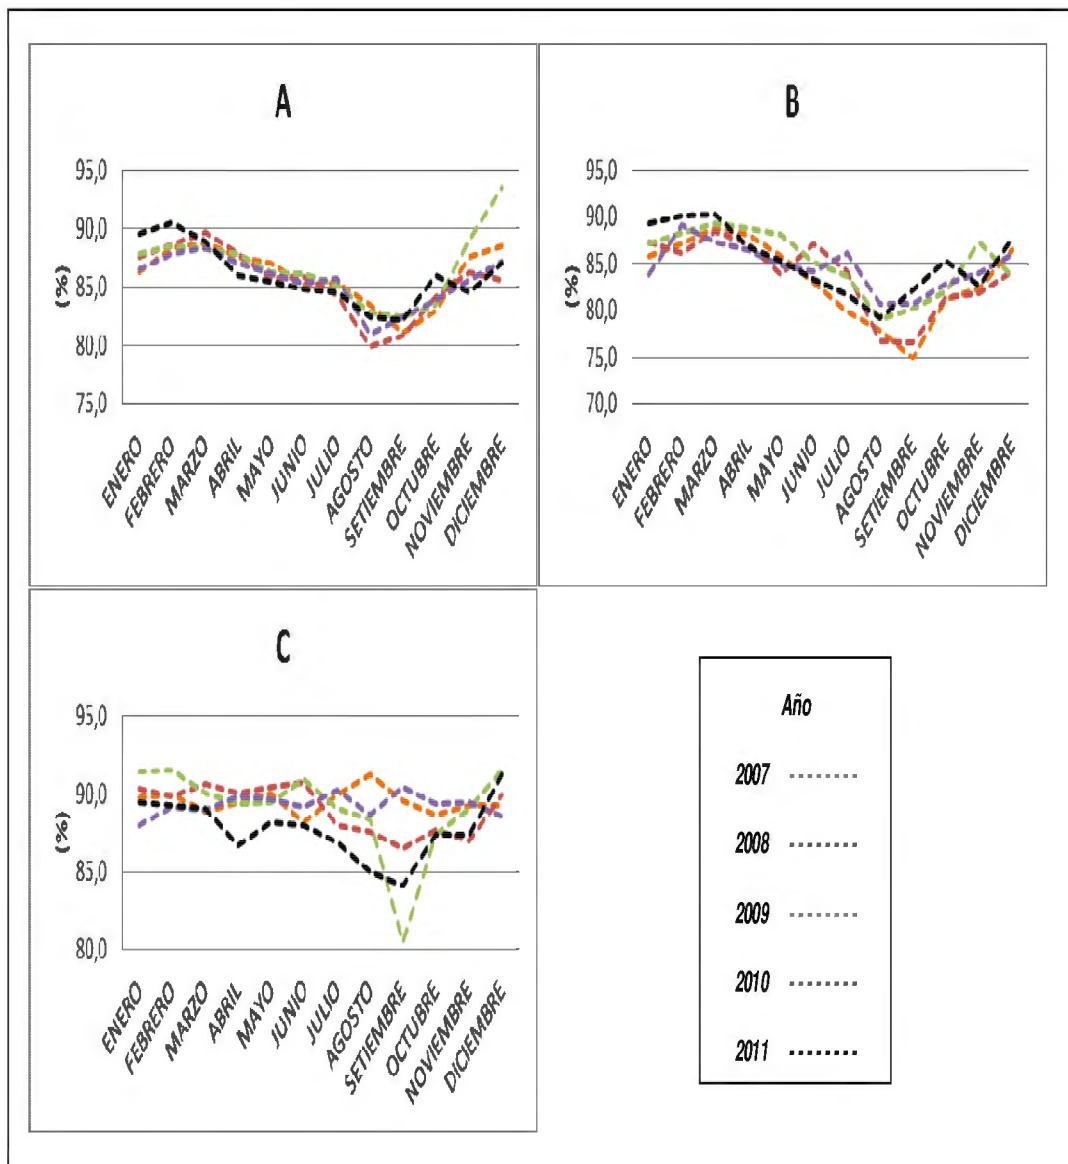 A
95,0
90,0
85,0
80,0
75,0
(%)
ENERO
FEBRERO
MARZO
ABRIL
MAYO
JUNIO
JULIO
AGOSTO
SETIEMBRE
OCTUBRE
NOVIEMBRE
DICIEMBRE
B
95,0
90,0
85,0
80,0
75,0
70,0
(%)
ENERO
FEBRERO
MARZO
ABRIL
MAYO
JUNIO
JULIO
AGOSTO
SETIEMBRE
OCTUBRE
NOVIEMBRE
DICIEMBRE
C
95,0
90,0
85,0
80,0
(%)
ENERO
FEBRERO
MARZO
ABRIL
MAYO
JUNIO
JULIO
AGOSTO
SETIEMBRE
OCTUBRE
NOVIEMBRE
DICIEMBRE
Año
2007
2008
2009
2010
2011